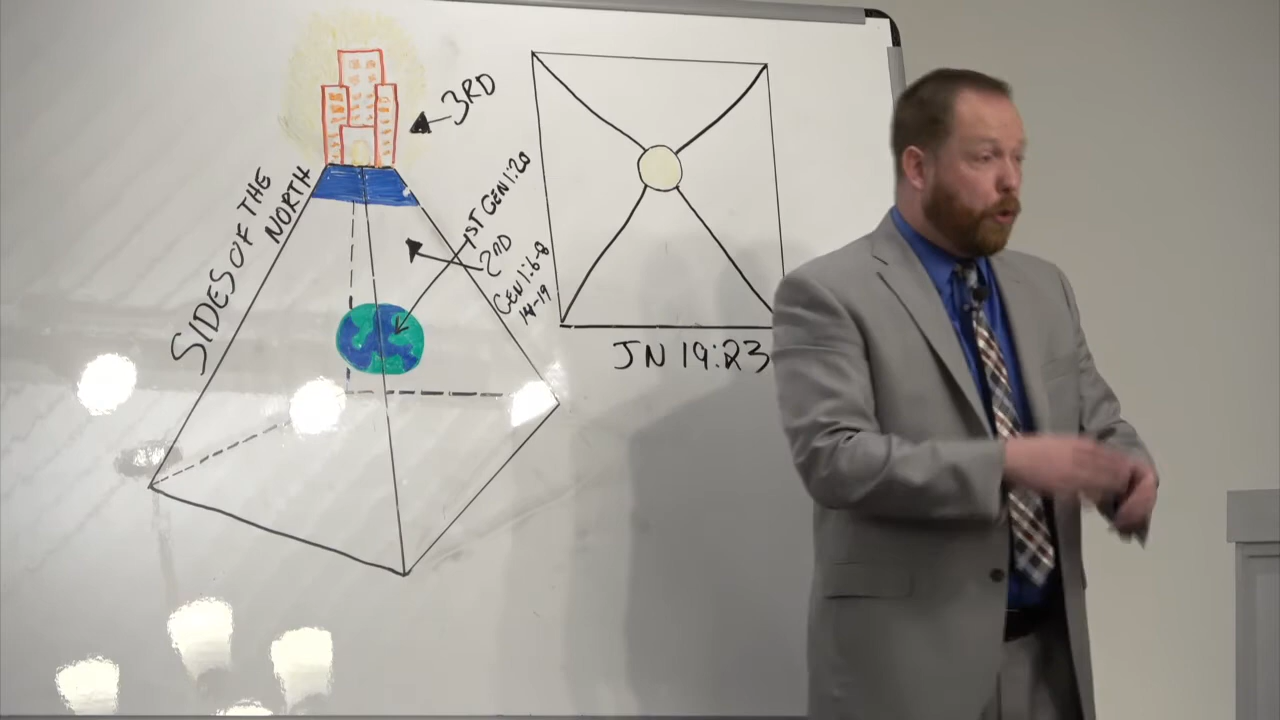 3RD
SIDES OF THE
NORTH
1ST GEN 1:20
2ND
GEN 1:6-8
14-19
JN 19:23